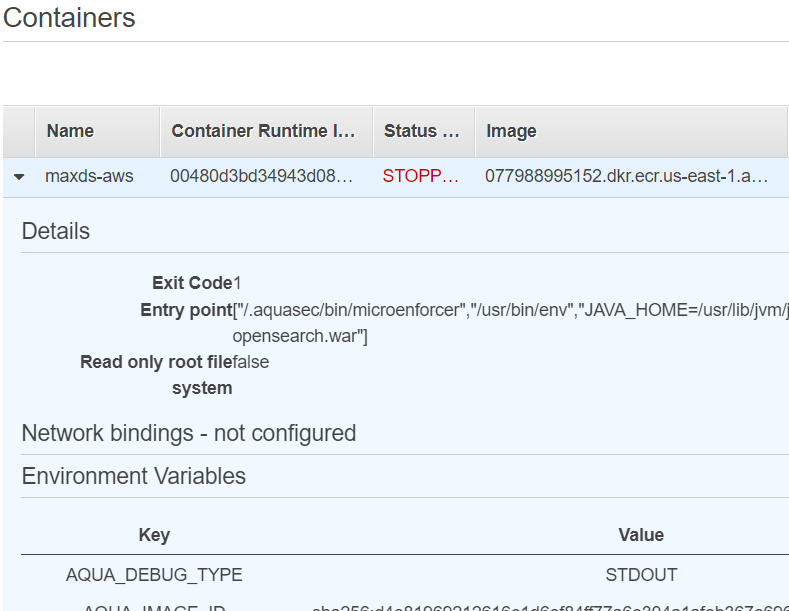 Containers
Name Container Runtime I... Status ... Image
maxds-aws 00480d3bd34943d08... STOPP... 077988995152.dkr.ecr.us-east-1.a...
Details
Exit Code 1
Entry point ["/.aquasec/bin/microenforcer","/usr/bin/env","JAVA_HOME=/usr/lib/jvm/j
opensearch.war"]
Read only root file false
system
Network bindings - not configured
Environment Variables
Key Value
AQUA_DEBUG_TYPE STDOUT
AQUA_IMAGE_ID